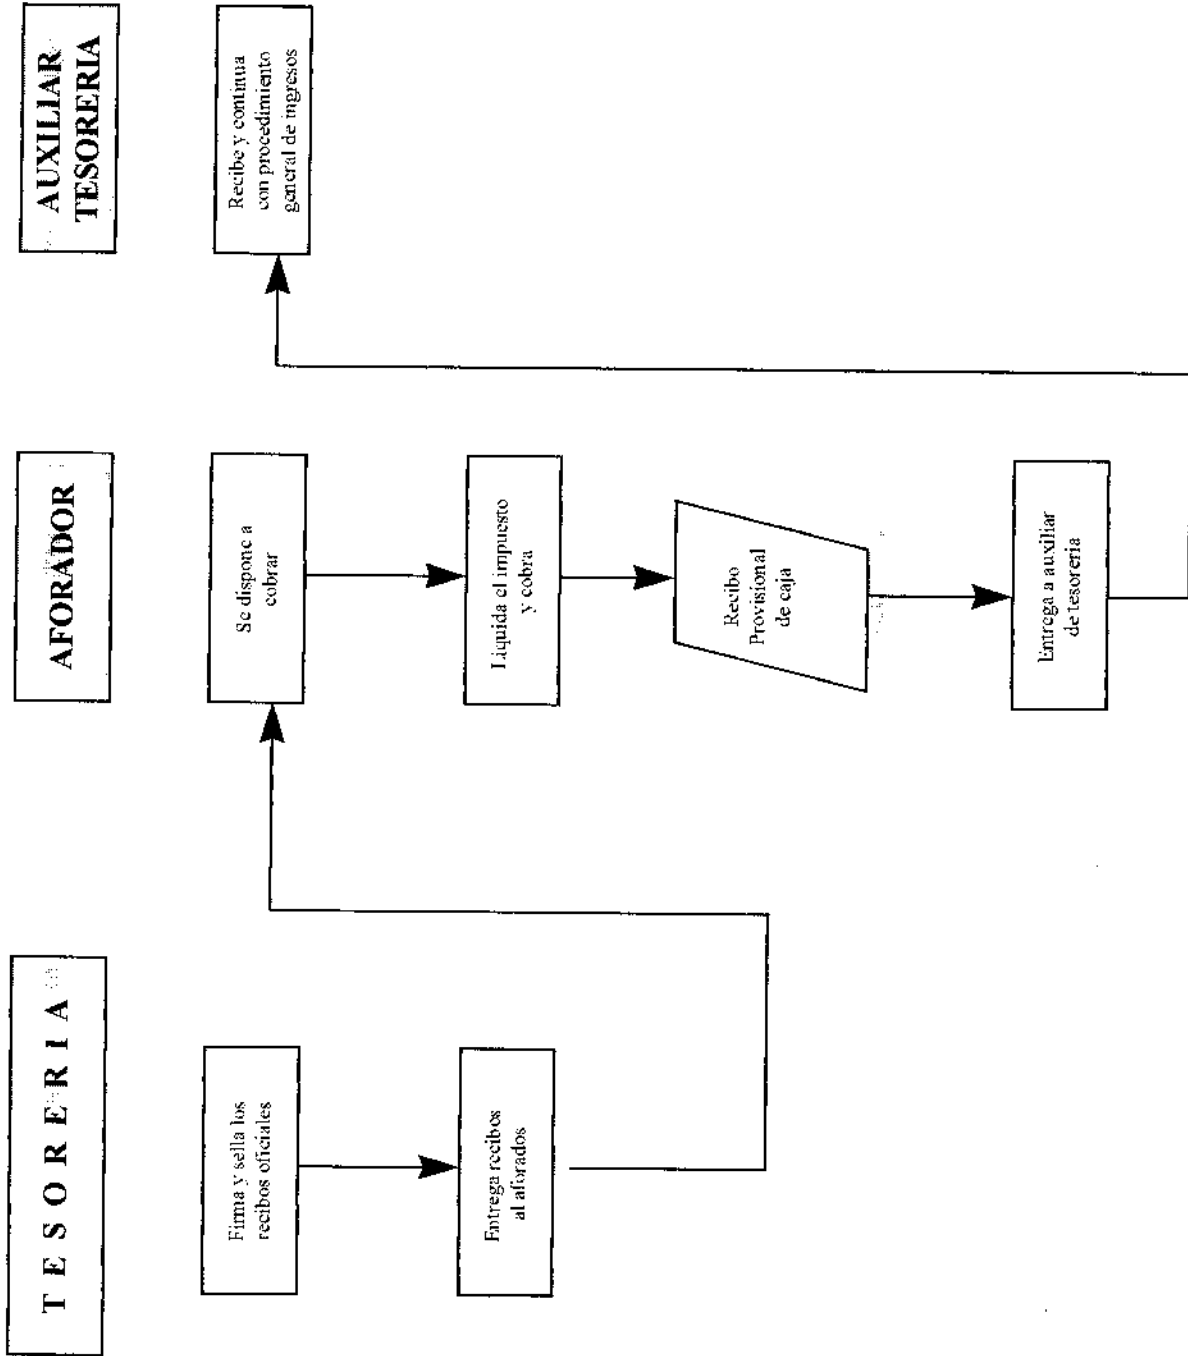 T E S O R E R I A
Firma y sella los
recibos oficiales
Entrega recibos
al aforados
AFORADOR
Se dispone a
cobrar
Liquida el impuesto
y cobra
Recibo
Provisional
de caja
Entrega a auxiliar
de tesoreria
AUXILIAR
TESORERIA
Recibe y continua
con procedimiento
general de ingresos